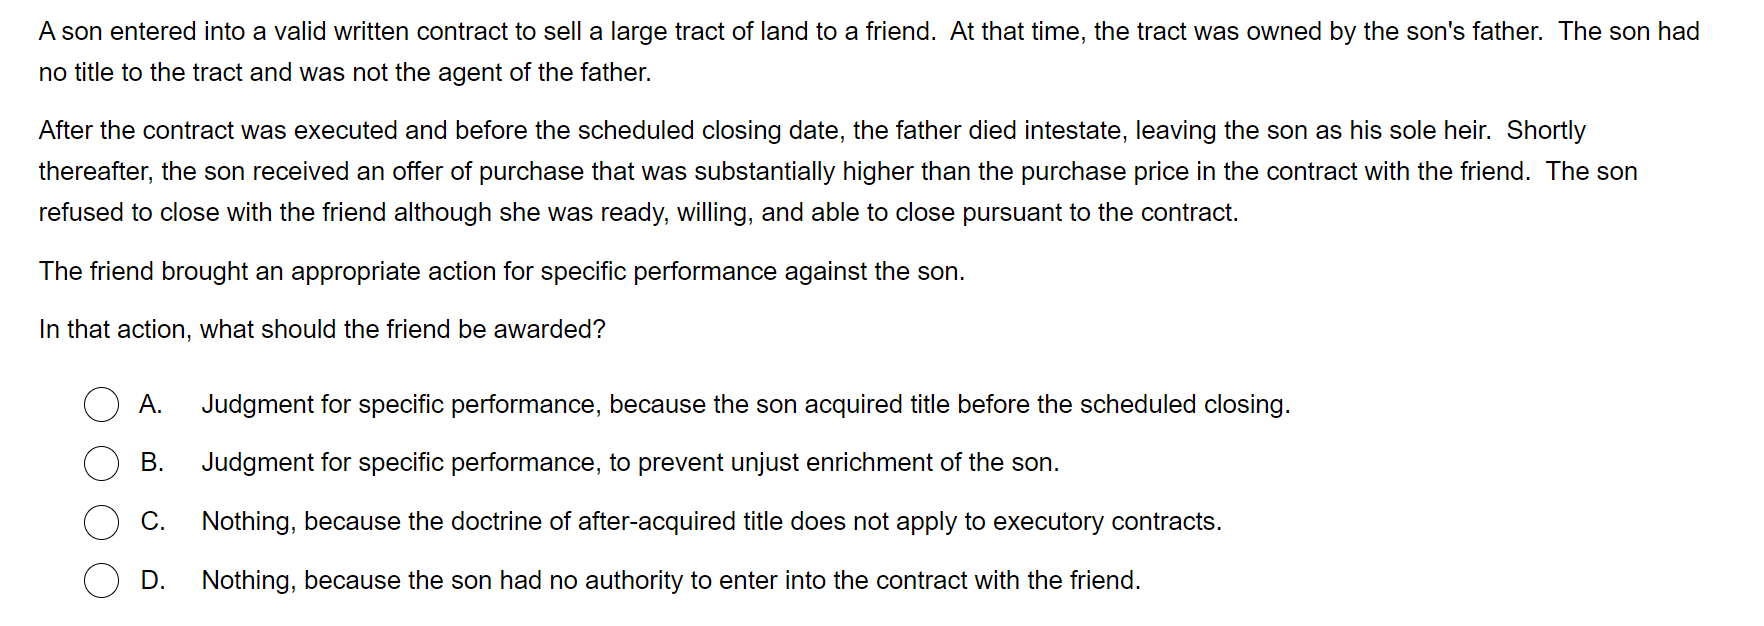 A son entered into a valid written contract to sell a large tract of land to a friend.  At that time, the tract was owned by the son's father.  The son had
no title to the tract and was not the agent of the father.
After the contract was executed and before the scheduled closing date, the father died intestate, leaving the son as his sole heir.  Shortly
thereafter, the son received an offer of purchase that was substantially higher than the purchase price in the contract with the friend.  The son
refused to close with the friend although she was ready, willing, and able to close pursuant to the contract.
The friend brought an appropriate action for specific performance against the son.
In that action, what should the friend be awarded?
A. Judgment for specific performance, because the son acquired title before the scheduled closing.
B. Judgment for specific performance, to prevent unjust enrichment of the son.
C. Nothing, because the doctrine of after-acquired title does not apply to executory contracts.
D. Nothing, because the son had no authority to enter into the contract with the friend.